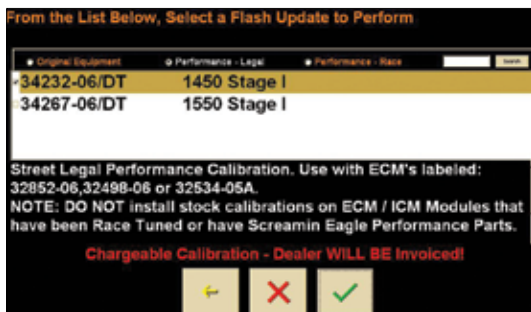 From the List Below, Select a Flash Update to Perform
Original Equipment Performance - Legal Performance - Race Search
34232-06/DT 1450 Stage I
34267-06/DT 1550 Stage I
Street Legal Performance Calibration. Use with ECM's labeled:
32852-06,32498-06 or 32534-05A.
NOTE: DO NOT install stock calibrations on ECM / ICM Modules that
have been Race Tuned or have Screamin Eagle Performance Parts.
Chargeable Calibration - Dealer WILL BE Invoiced!